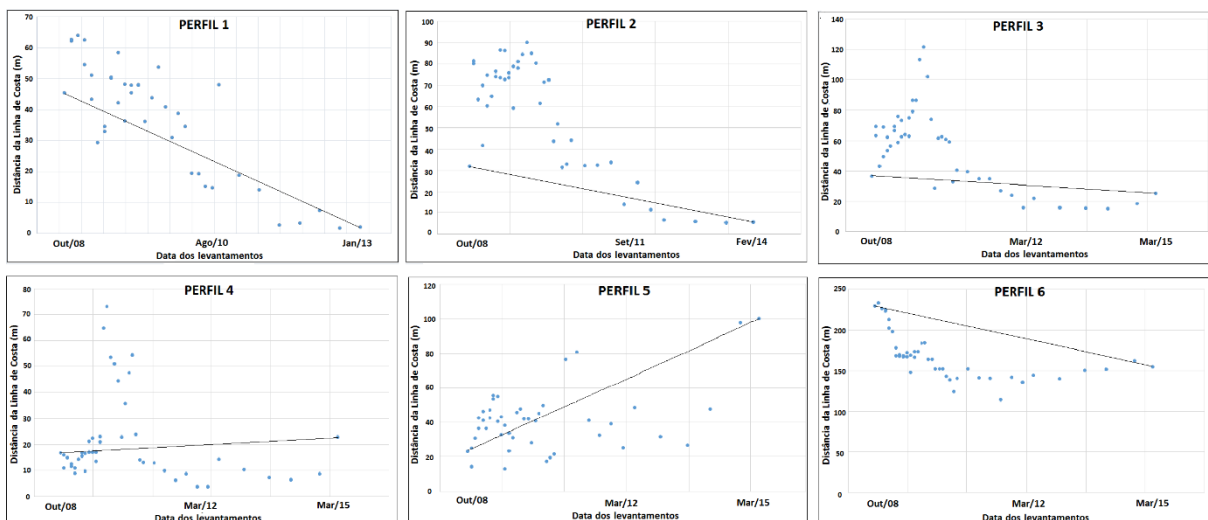 PERFIL 1
Distância da Linha de Costa (m)
70
60
50
40
30
20
10
0
Out/08 Ago/10 Jan/13
Data dos levantamentos
PERFIL 2
Distância da Linha de Costa (m)
100
90
80
70
60
50
40
30
20
10
0
Out/08 Set/11 Fev/14
Data dos levantamentos
PERFIL 3
Distância da Linha de Costa (m)
140
120
100
80
60
40
20
0
Out/08 Mar/12 Mar/15
Data dos levantamentos
PERFIL 4
Distância da Linha de Costa (m)
80
70
60
50
40
30
20
10
0
Out/08 Mar/12 Mar/15
Data dos levantamentos
PERFIL 5
Distância da Linha de Costa (m)
120
100
80
60
40
20
0
Out/08 Mar/12 Mar/15
Data dos levantamentos
PERFIL 6
Distância da Linha de Costa (m)
250
200
150
100
50
0
Out/08 Mar/12 Mar/15
Data dos levantamentos